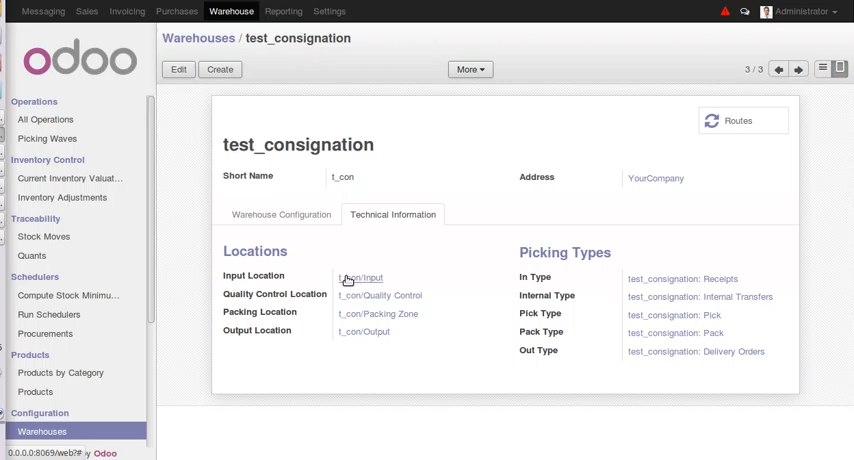 Messaging Sales Invoicing Purchases Warehouse Reporting Settings Administrator
odoo
Warehouses / test_consignation
Edit Create More 3 / 3
Operations
All Operations
Picking Waves
Inventory Control
Current Inventory Valuat...
Inventory Adjustments
Traceability
Stock Moves
Quants
Schedulers
Compute Stock Minimu...
Run Schedulers
Procurements
Products
Products by Category
Products
Configuration
Warehouses
0.0.0.0:8069/web?# by Odoo
Routes
test_consignation
Short Name t_con
Address YourCompany
Warehouse Configuration Technical Information
Locations
Input Location t_con/Input
Quality Control Location t_con/Quality Control
Packing Location t_con/Packing Zone
Output Location t_con/Output
Picking Types
In Type test_consignation: Receipts
Internal Type test_consignation: Internal Transfers
Pick Type test_consignation: Pick
Pack Type test_consignation: Pack
Out Type test_consignation: Delivery Orders